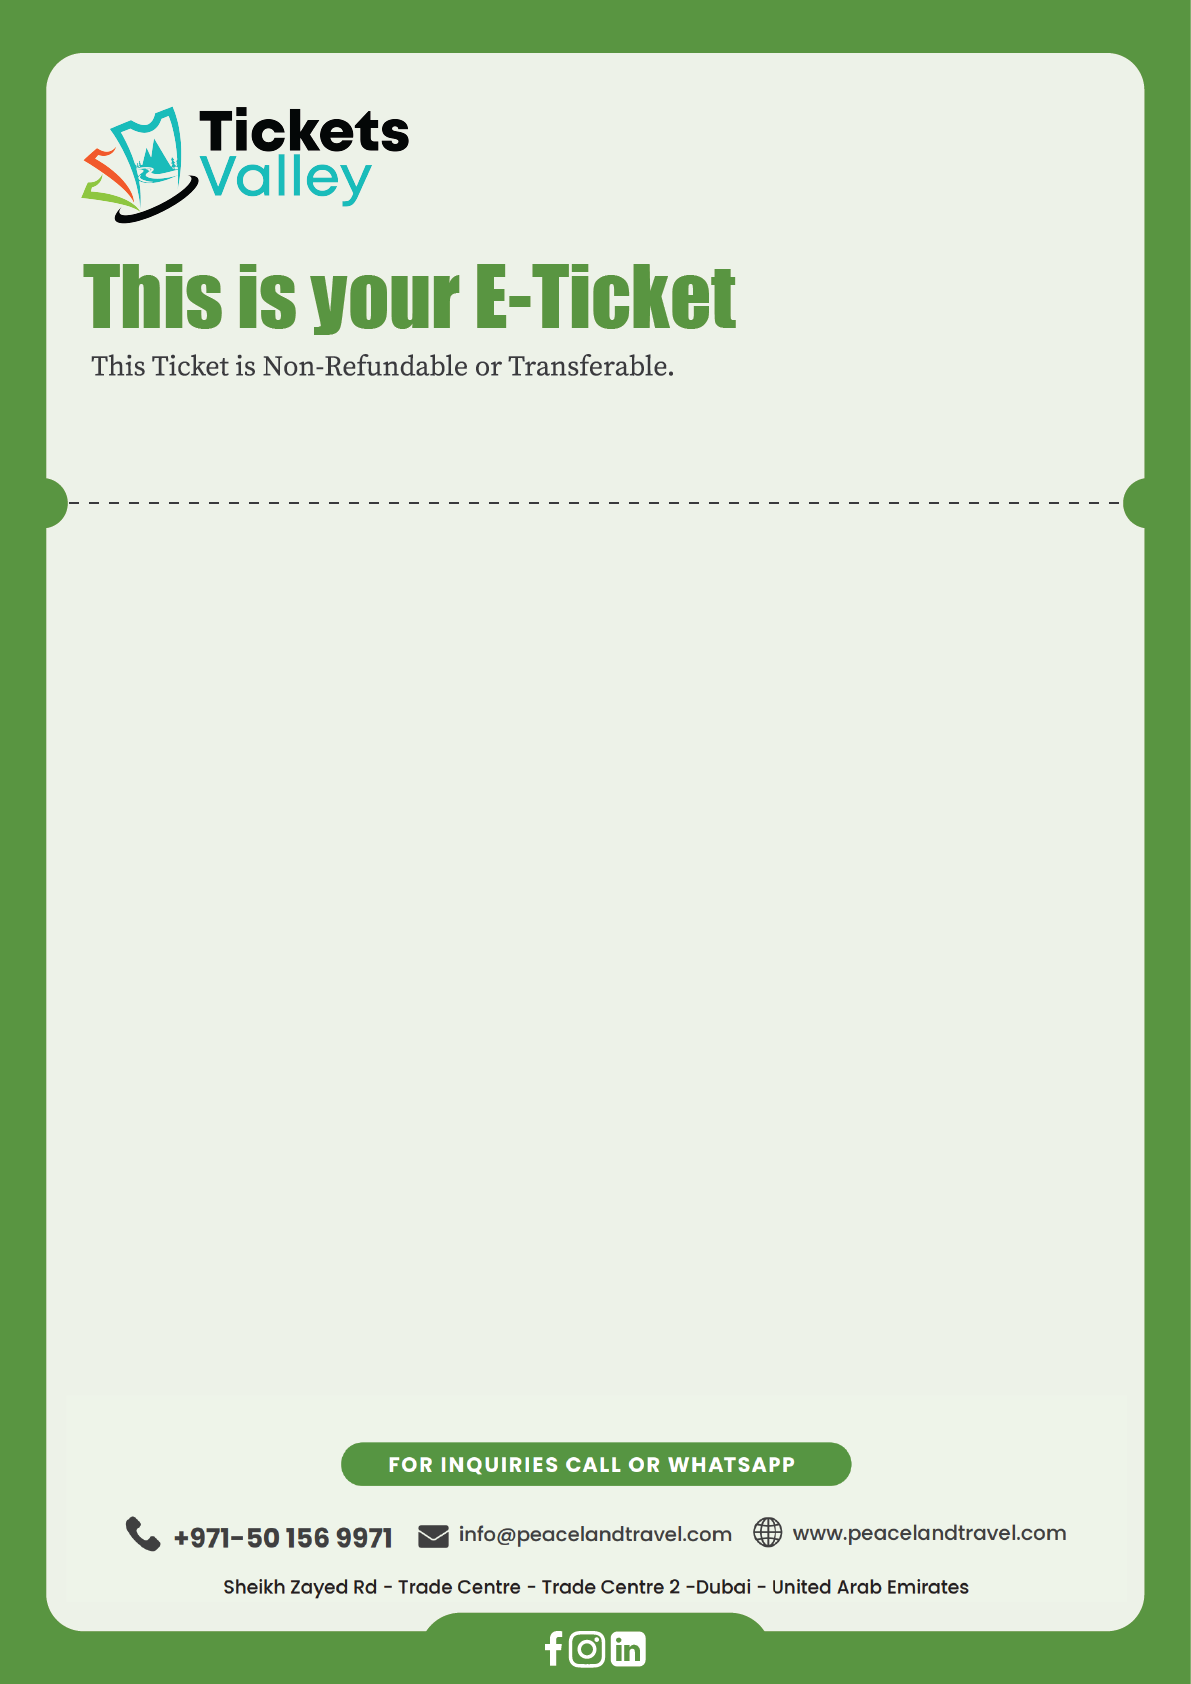 Tickets
Valley
This is your E-Ticket
This Ticket is Non-Refundable or Transferable.
FOR INQUIRIES CALL OR WHATSAPP
+971-50 156 9971 info@peacelandtravel.com www.peacelandtravel.com
Sheikh Zayed Rd - Trade Centre - Trade Centre 2 -Dubai - United Arab Emirates